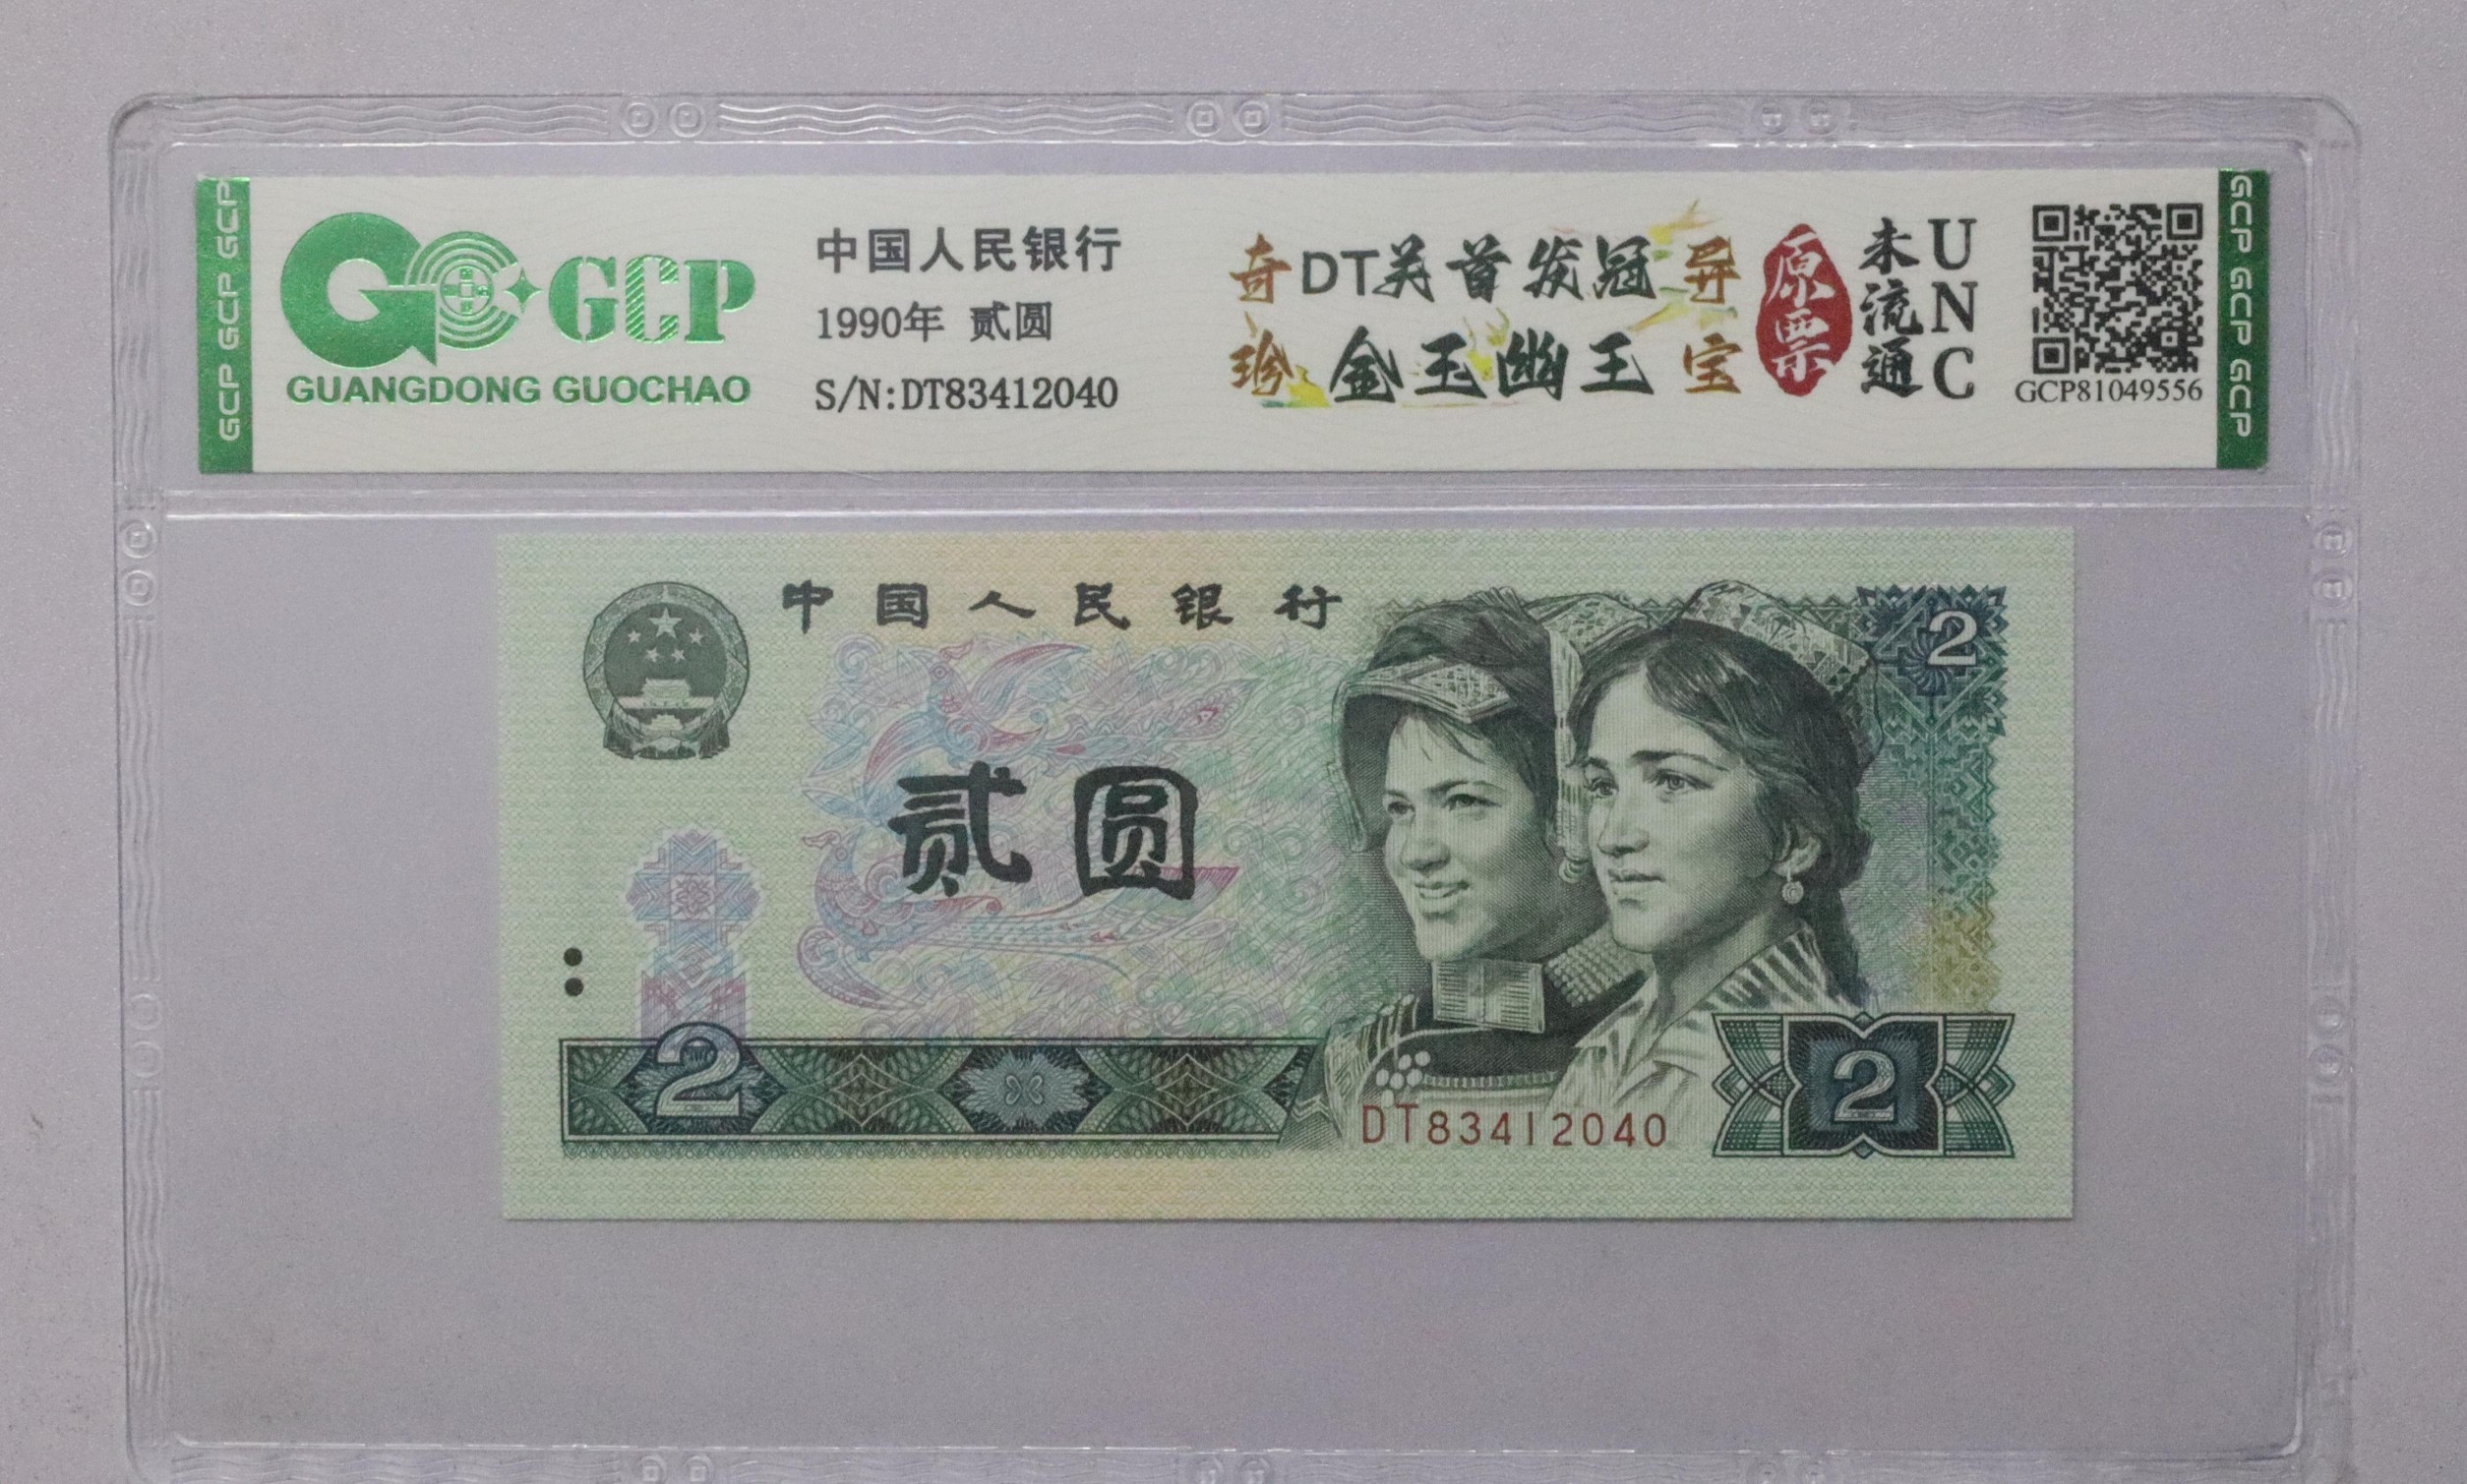 GCP GCP GCP
GCP
GUANGDONG GUOCHAO
中国人民银行
1990年 贰圆
S/N:DT83412040
奇 DT关首发冠 异
珍 金玉幽王 宝
原票
未流通
UNC
GCP81049556
GCP GCP GCP
中国人民银行
2
贰圆
2
DT83412040
2